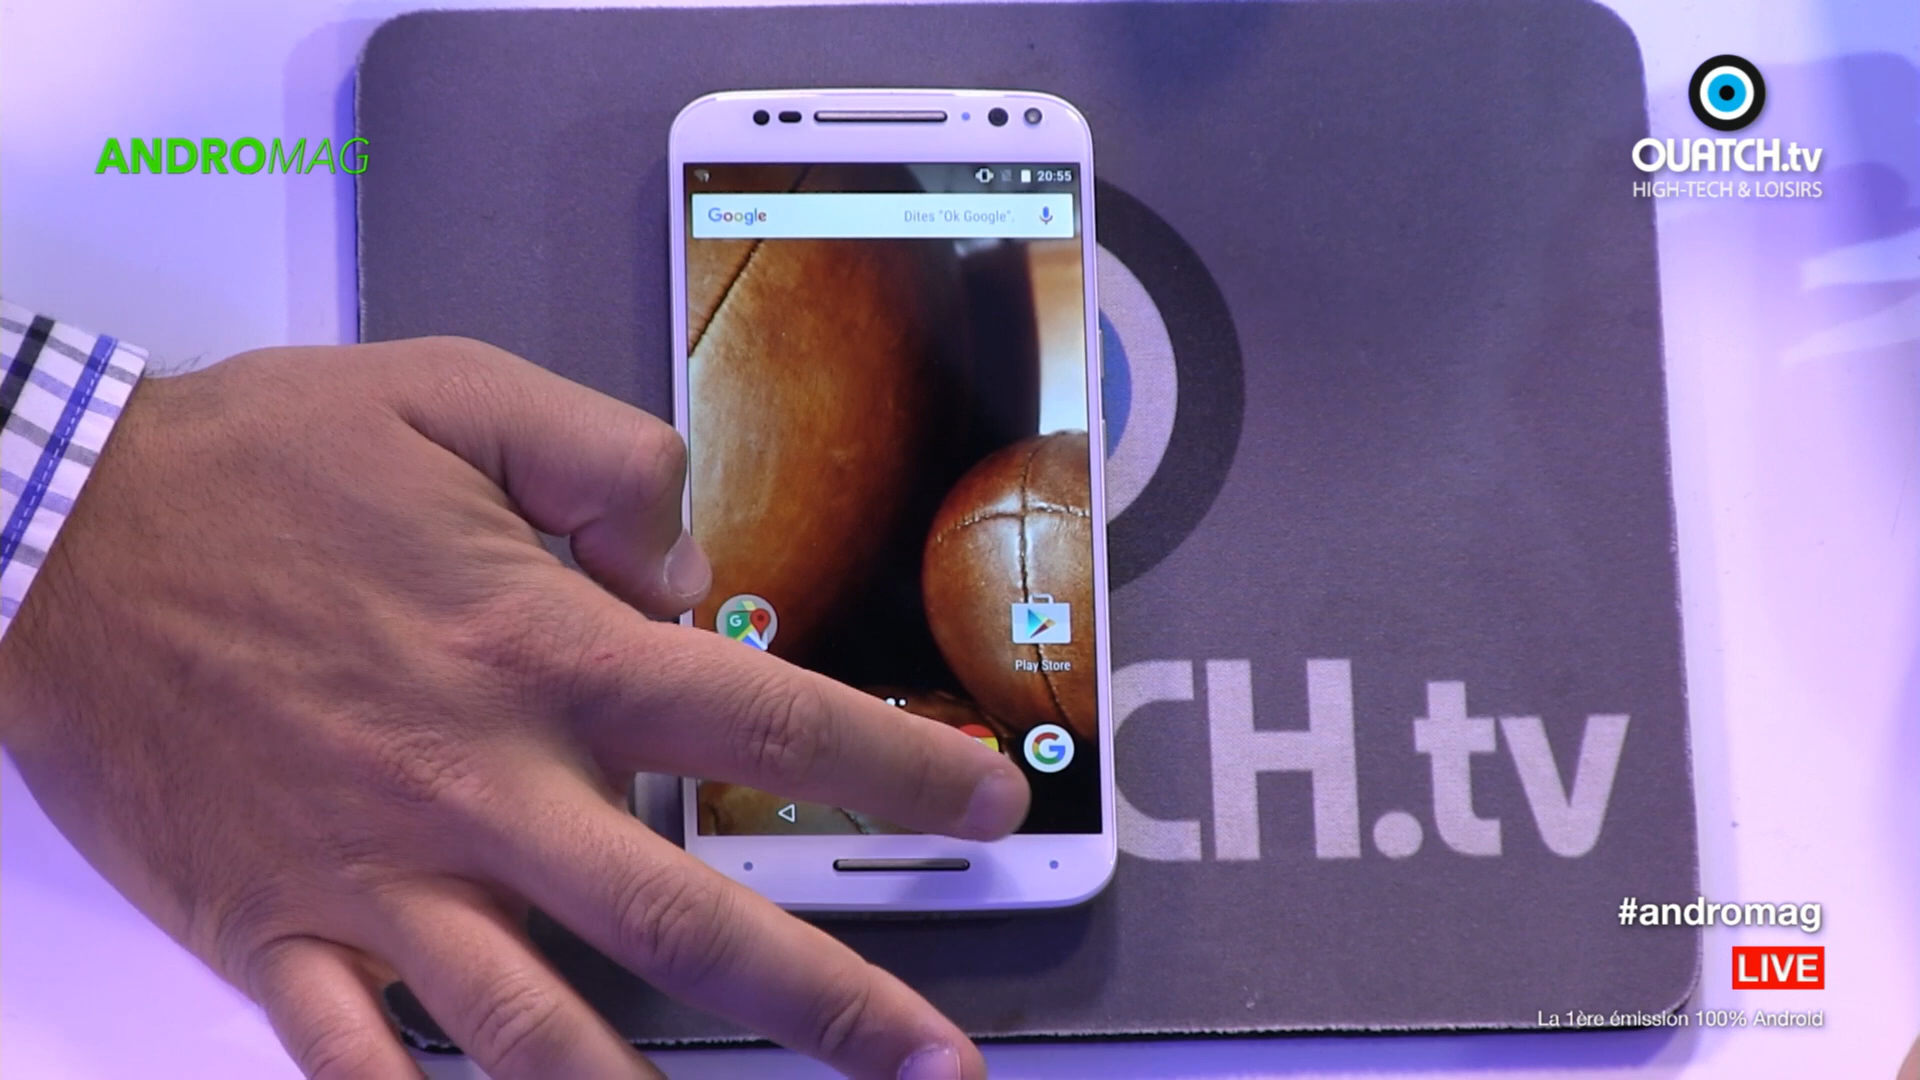 ANDROMAG
OUATCH.tv
HIGH-TECH & LOISIRS
20:55
Google
Dites "Ok Google".
G
Play Store
G
CH.tv
#andromag
LIVE
La 1ère émission 100% Android